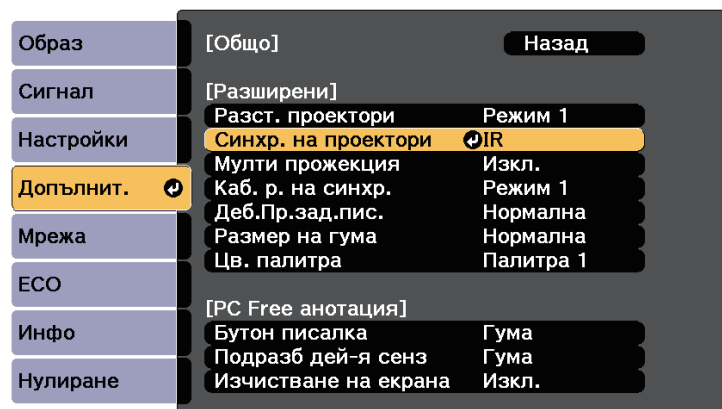 Образ
Сигнал
Настройки
Допълнит.
Мрежа
ECO
Инфо
Нулиране
[Общо] Назад
[Разширени]
Разст. проектори Режим 1
Синхр. на проектори IR
Мулти прожекция Изкл.
Каб. р. на синхр. Режим 1
Деб.Пр.зад.пис. Нормална
Размер на гума Нормална
Цв. палитра Палитра 1
[PC Free анотация]
Бутон писалка Гума
Подразб дей-я сенз Гума
Изчистване на екрана Изкл.